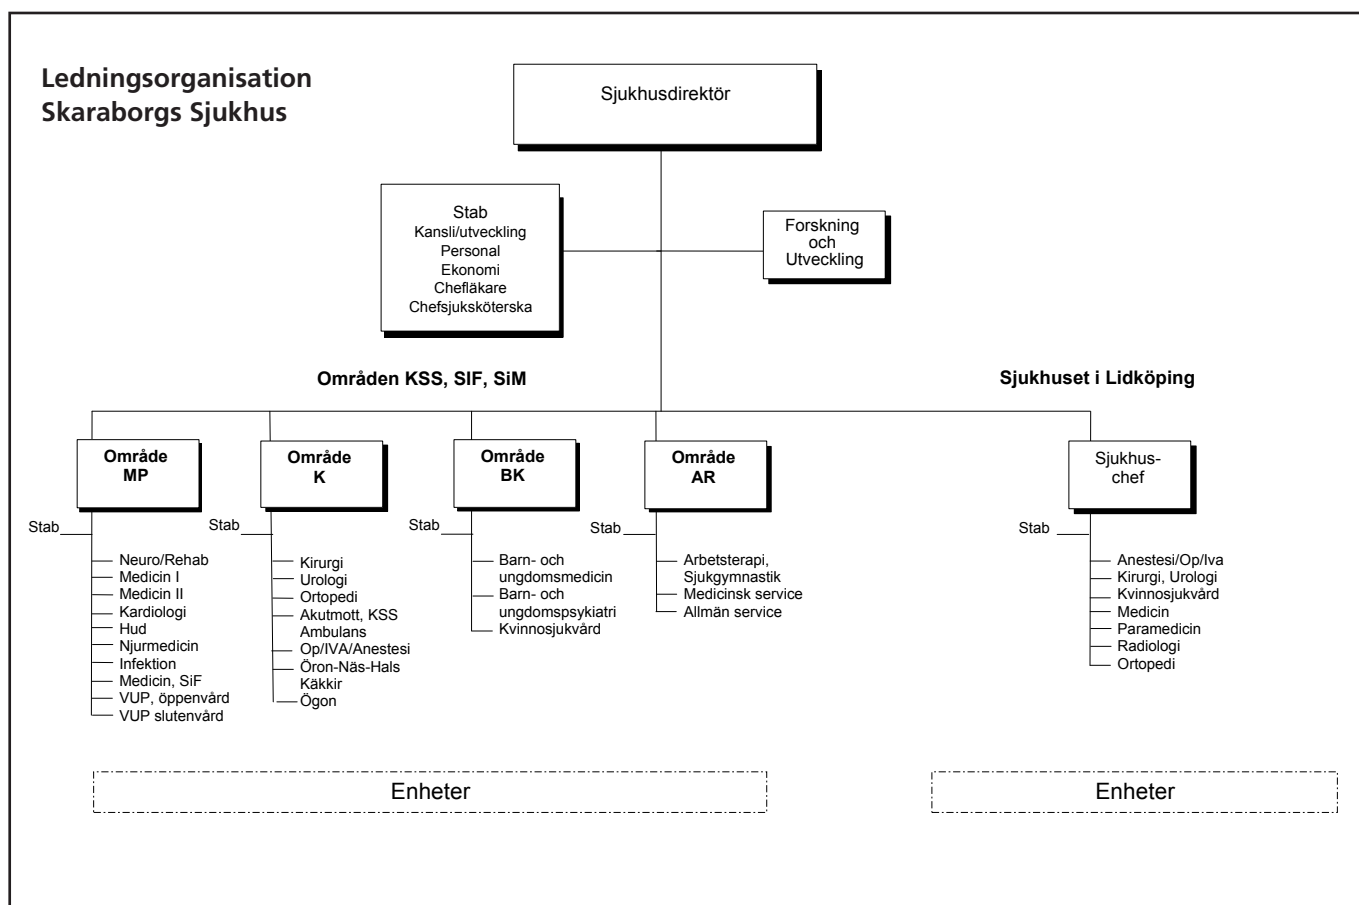 Ledningsorganisation
Skaraborgs Sjukhus
Sjukhusdirektör
Stab
Kansli/utveckling
Personal
Ekonomi
Chefläkare
Chefsjuksköterska
Forskning
och
Utveckling
Områden KSS, SIF, SiM
Sjukhuset i Lidköping
Område
MP
Stab
Neuro/Rehab
Medicin I
Medicin II
Kardiologi
Hud
Njurmedicin
Infektion
Medicin, SiF
VUP, öppenvård
VUP slutenvård
Område
K
Stab
Kirurgi
Urologi
Ortopedi
Akutmott, KSS
Ambulans
Op/IVA/Anestesi
Öron-Näs-Hals
Käkkir
Ögon
Område
BK
Stab
Barn- och
ungdomsmedicin
Barn- och
ungdomspsykiatri
Kvinnosjukvård
Område
AR
Stab
Arbetsterapi,
Sjukgymnastik
Medicinsk service
Allmän service
Sjukhus-
chef
Stab
Anestesi/Op/Iva
Kirurgi, Urologi
Kvinnosjukvård
Medicin
Paramedicin
Radiologi
Ortopedi
Enheter
Enheter